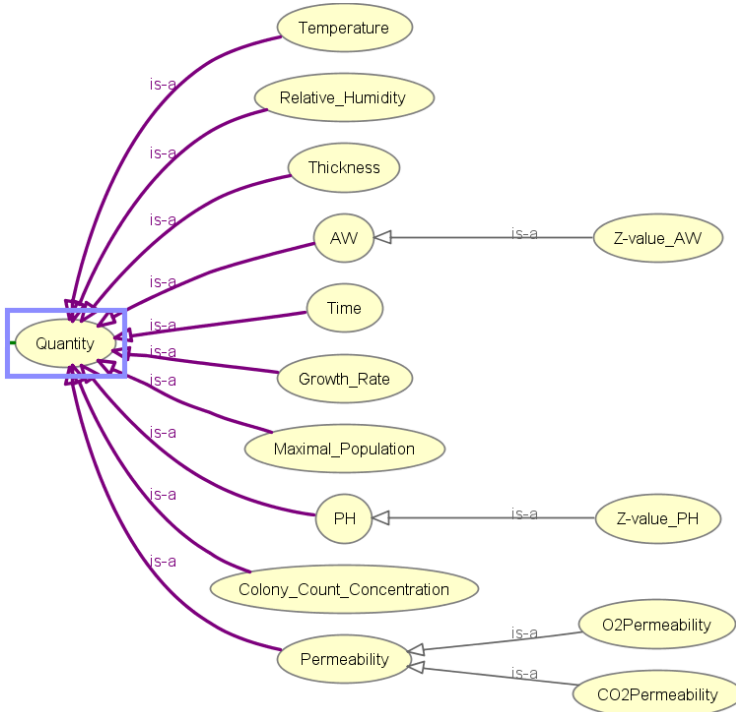 Temperature
is-a
Relative_Humidity
is-a
Thickness
is-a
AW
is-a
Z-value_AW
is-a
Time
is-a
Quantity
is-a
Growth_Rate
is-a
Maximal_Population
is-a
PH
is-a
Z-value_PH
is-a
Colony_Count_Concentration
is-a
O2Permeability
is-a
Permeability
is-a
CO2Permeability